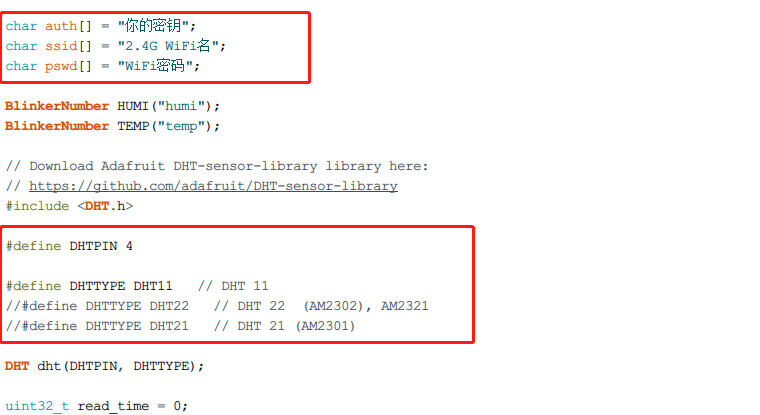 char auth[] = "你的密钥";
char ssid[] = "2.4G WiFi名";
char pswd[] = "WiFi密码";
BlinkerNumber HUMI("humi");
BlinkerNumber TEMP("temp");
// Download Adafruit DHT-sensor-library library here:
// https://github.com/adafruit/DHT-sensor-library
#include <DHT.h>
#define DHTPIN 4
#define DHTTYPE DHT11   // DHT 11
//#define DHTTYPE DHT22   // DHT 22  (AM2302), AM2321
//#define DHTTYPE DHT21   // DHT 21 (AM2301)
DHT dht(DHTPIN, DHTTYPE);
uint32_t read_time = 0;